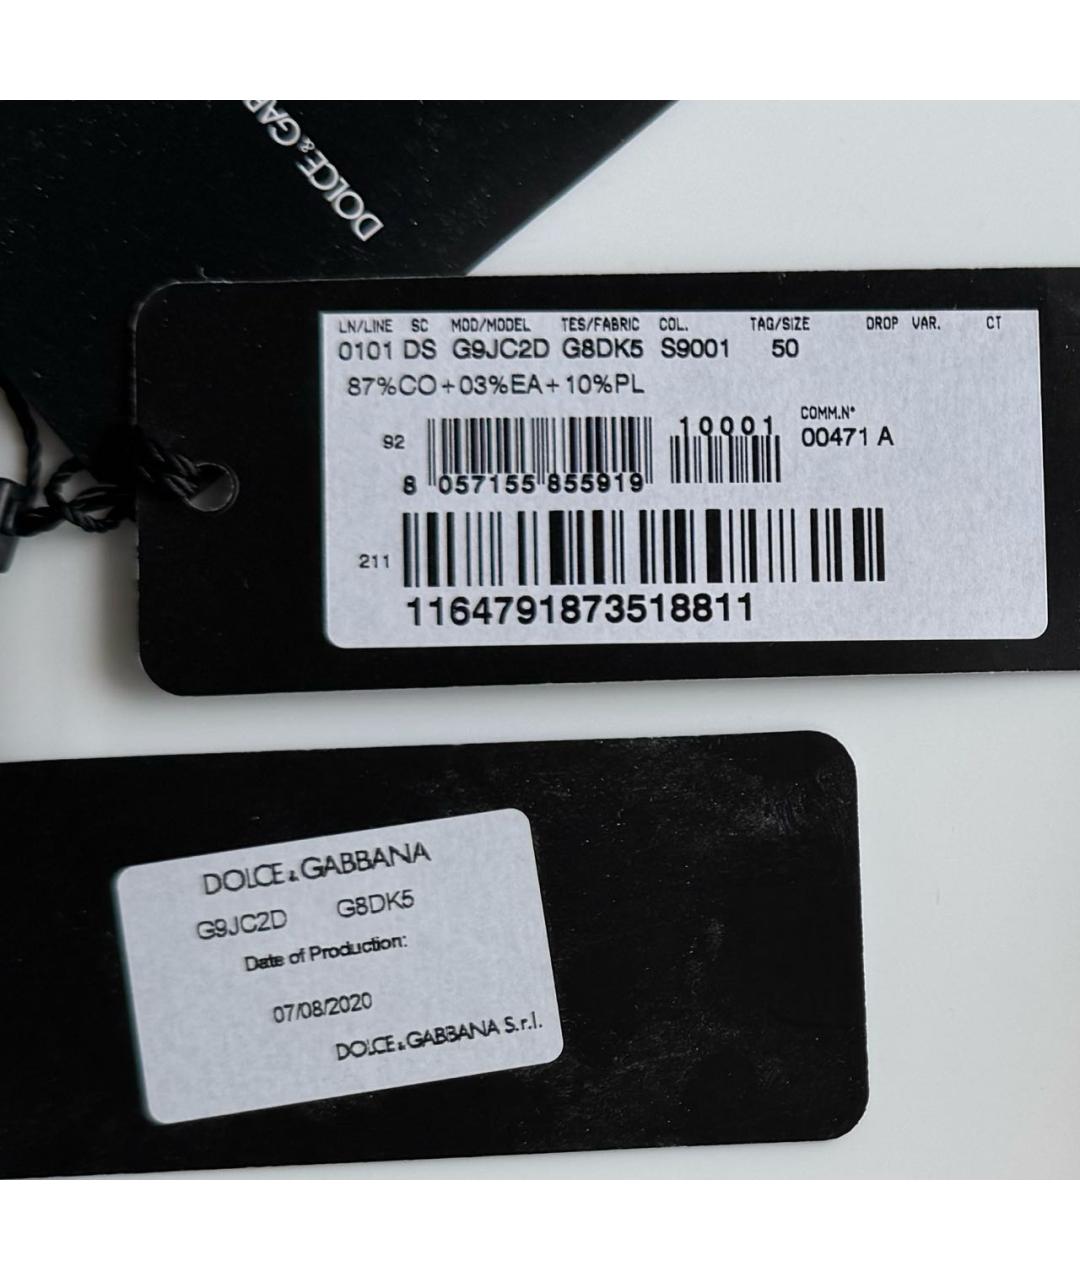 DOLCE&GAB
LN/LINE SC MOD/MODEL TES/FABRIC COL. TAG/SIZE DROP VAR. CT
0101 DS G9JC2D G8DK5 S9001 50
87%CO+03%EA+10%PL
COMM.N°
10001
92
00471 A
8 057155 855919
211
1164791873518811
DOLCE & GABBANA
G9JC2D G8DK5
Date of Production:
07/08/2020
DOLCE & GABBANA S.r.l.